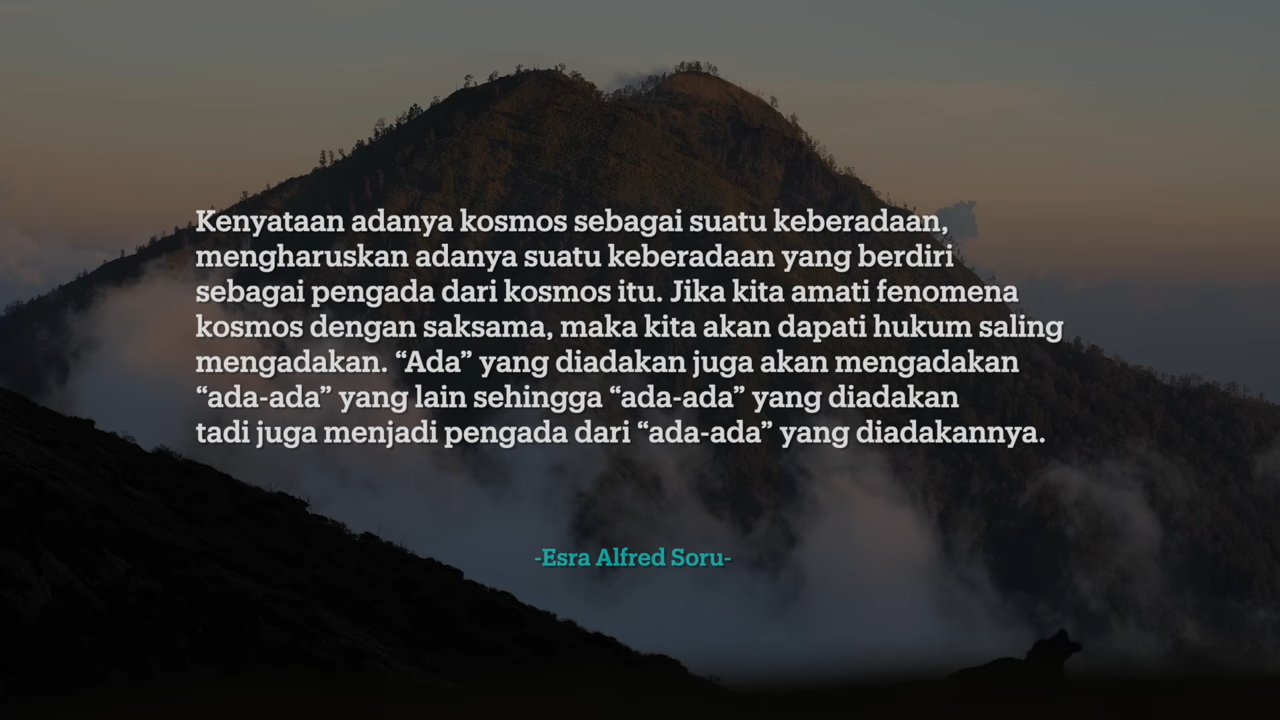 Kenyataan adanya kosmos sebagai suatu keberadaan,
mengharuskan adanya suatu keberadaan yang berdiri
sebagai pengada dari kosmos itu. Jika kita amati fenomena
kosmos dengan saksama, maka kita akan dapati hukum saling
mengadakan. “Ada” yang diadakan juga akan mengadakan
“ada-ada” yang lain sehingga “ada-ada” yang diadakan
tadi juga menjadi pengada dari “ada-ada” yang diadakannya.
-Esra Alfred Soru-